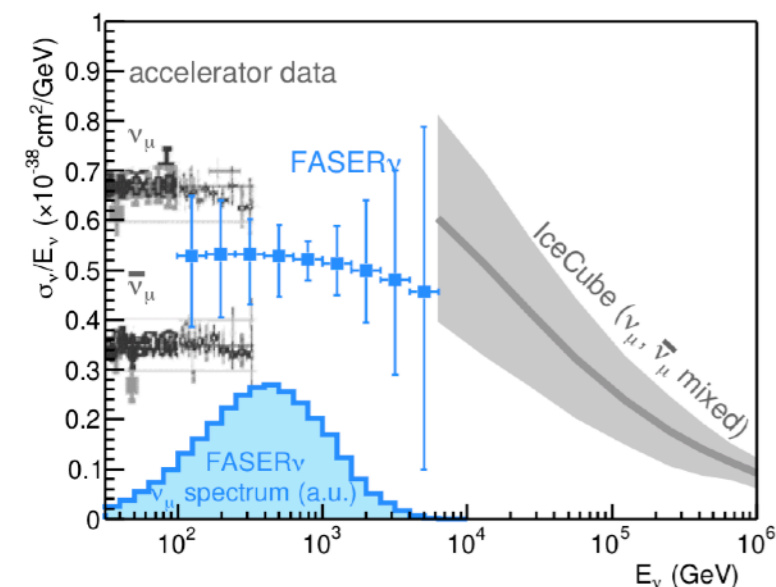 σν/Eν (×10⁻³⁸cm²/GeV)
1
0.9
0.8
0.7
0.6
0.5
0.4
0.3
0.2
0.1
0
accelerator data
νμ
ν̄μ
FASERν
IceCube (νμ, ν̄μ mixed)
FASERν
νμ spectrum (a.u.)
10² 10³ 10⁴ 10⁵ 10⁶
Eν (GeV)